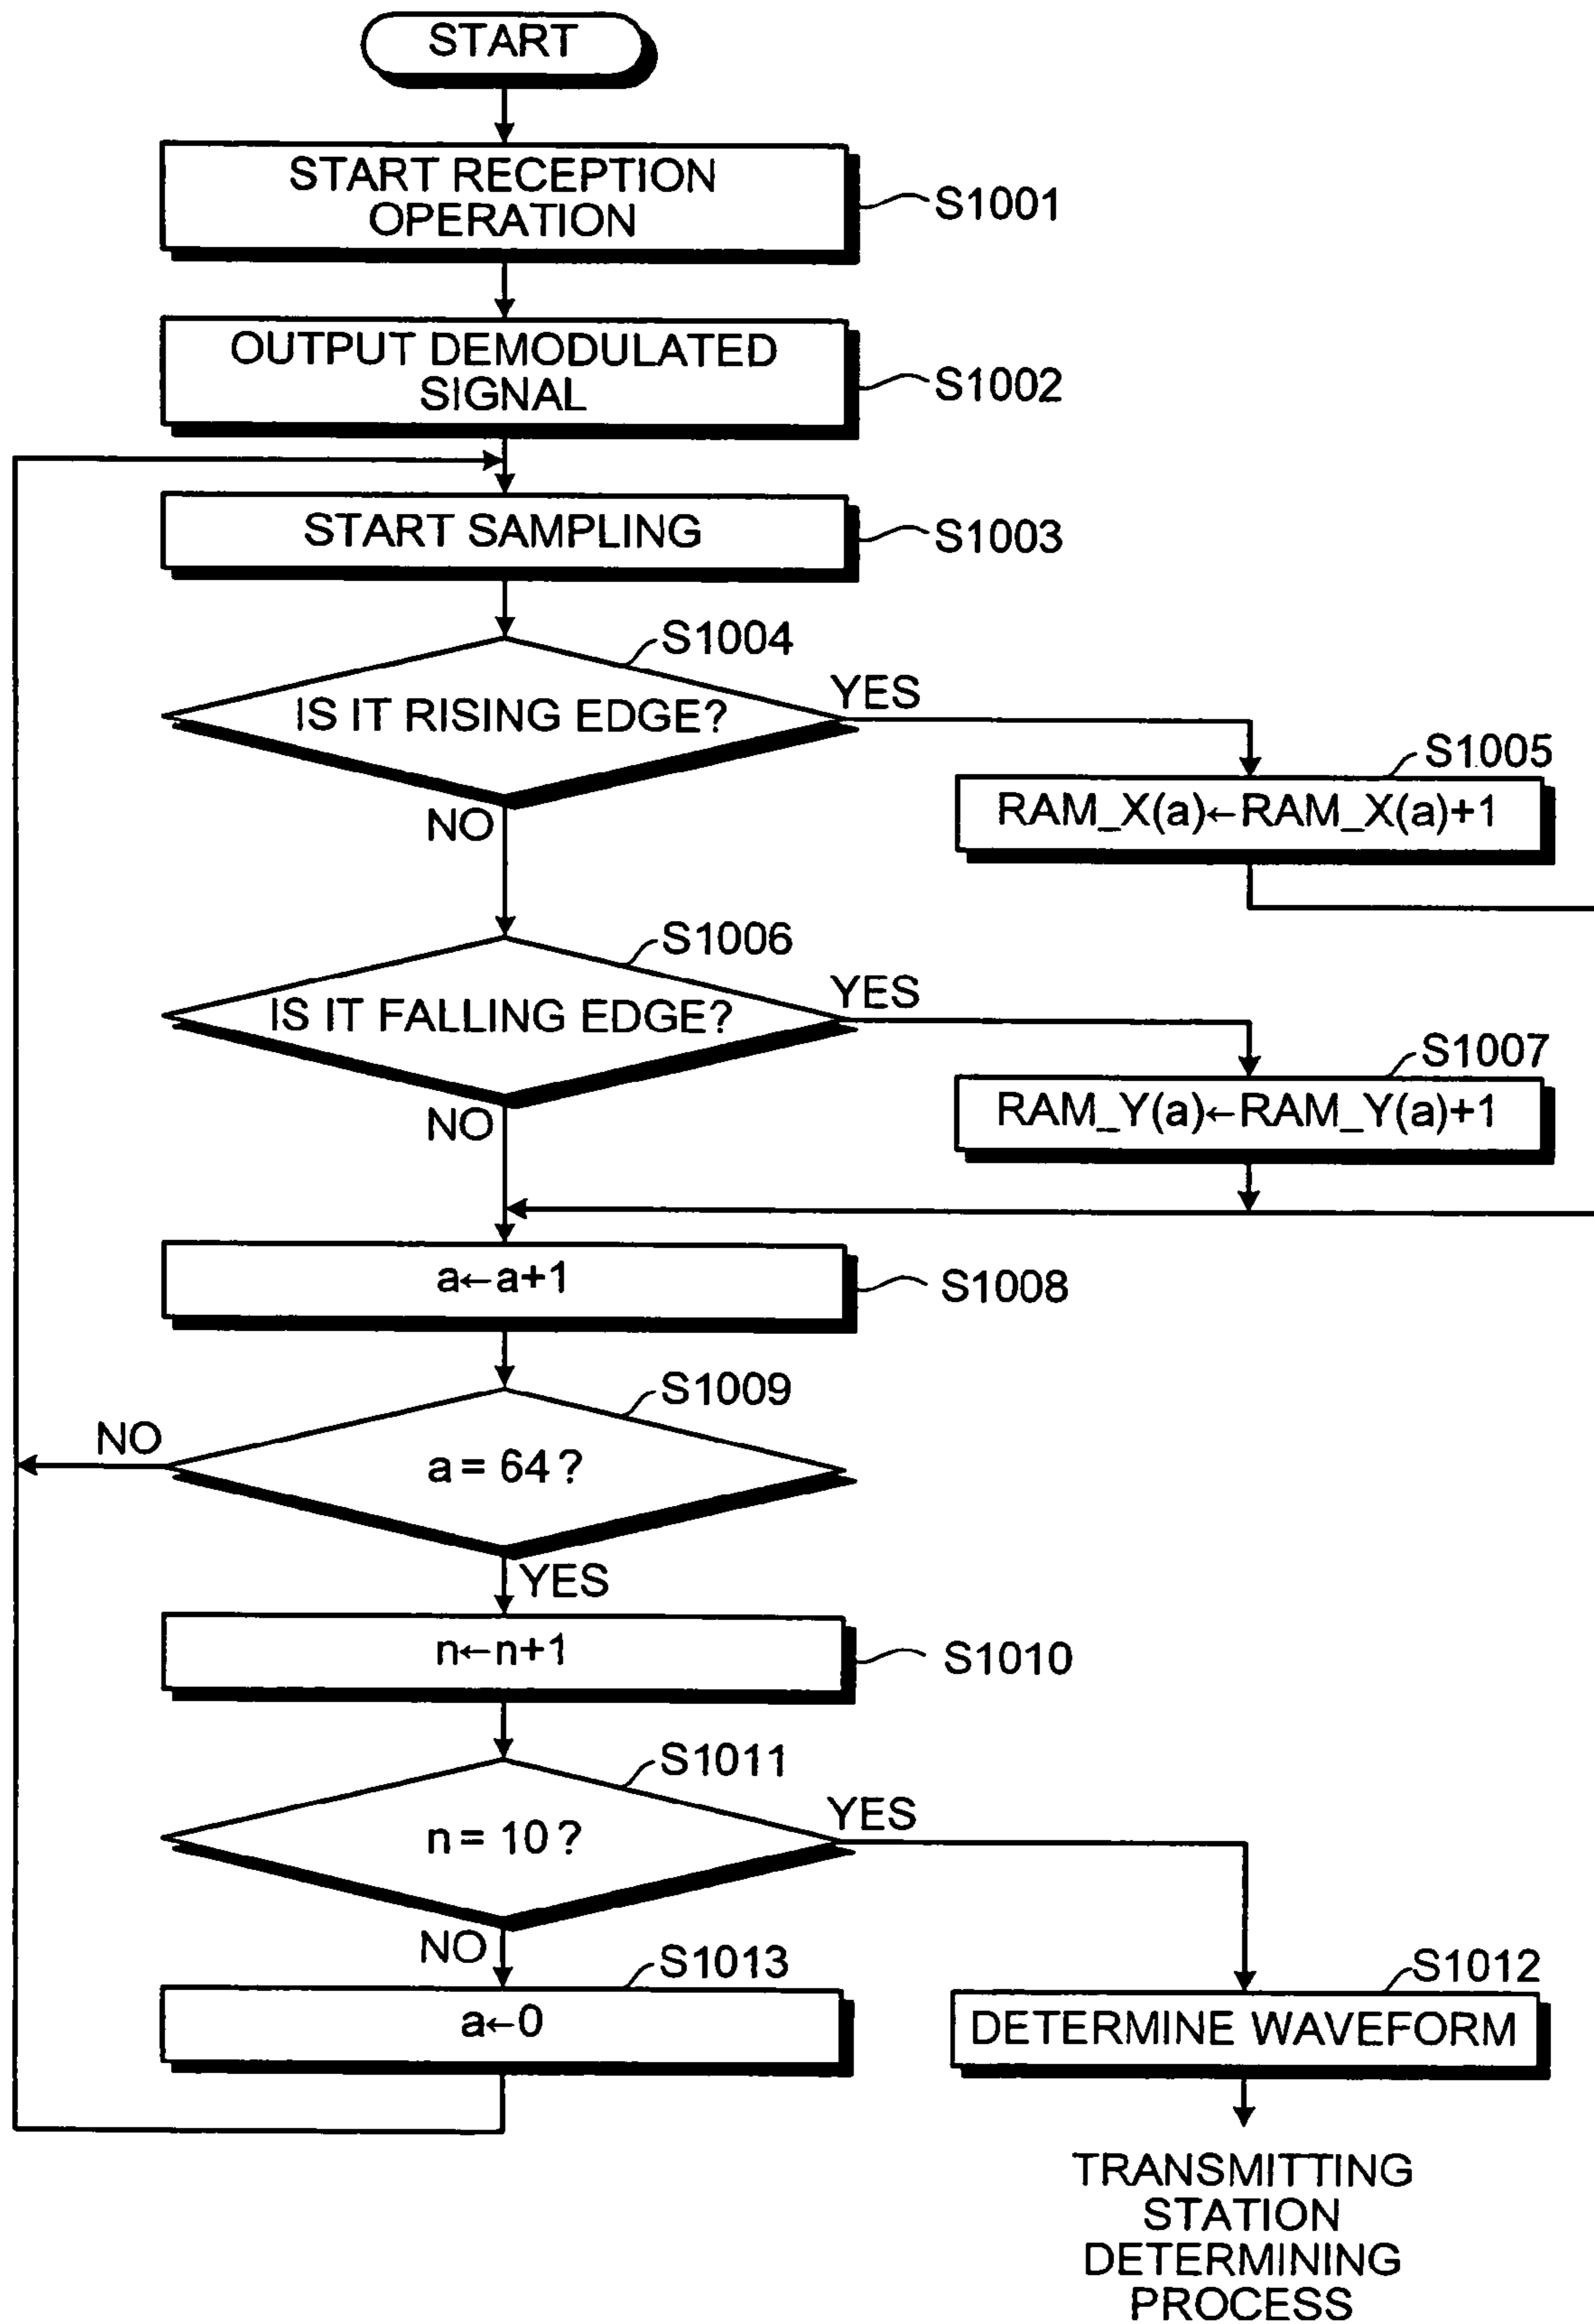 START
START RECEPTION
OPERATION
S1001
OUTPUT DEMODULATED
SIGNAL
S1002
START SAMPLING
S1003
S1004
IS IT RISING EDGE?
YES
NO
S1005
RAM_X(a)←RAM_X(a)+1
S1006
IS IT FALLING EDGE?
YES
NO
S1007
RAM_Y(a)←RAM_Y(a)+1
a←a+1
S1008
S1009
NO
a = 64 ?
YES
n←n+1
S1010
S1011
n = 10 ?
YES
NO
S1013
a←0
S1012
DETERMINE WAVEFORM
TRANSMITTING
STATION
DETERMINING
PROCESS